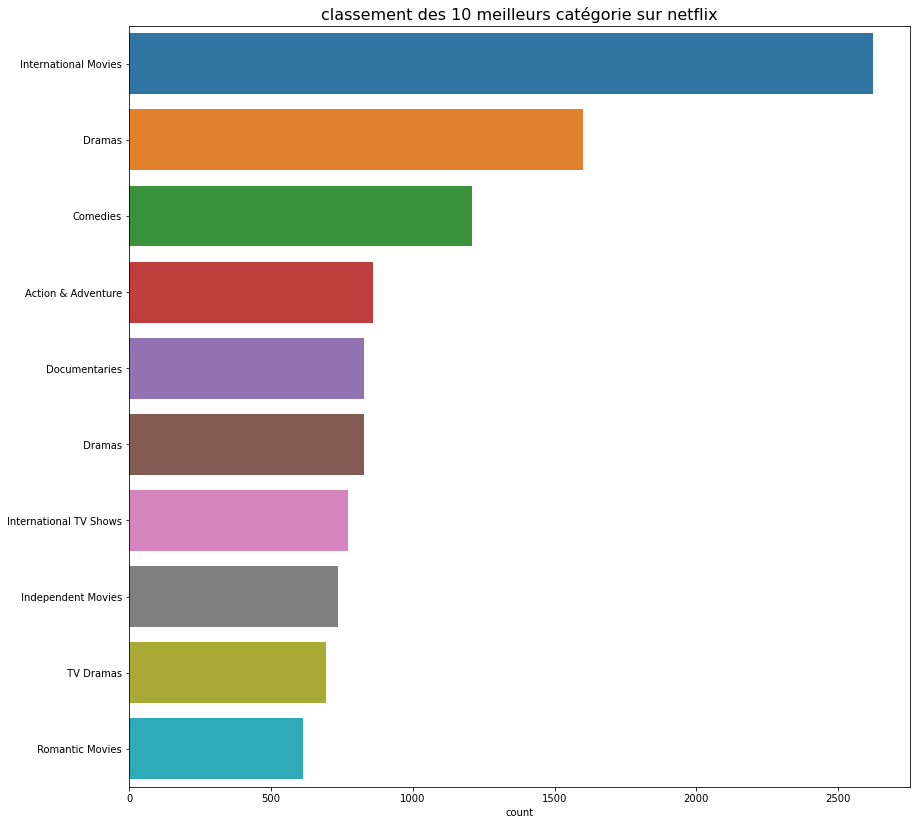 classement des 10 meilleurs catégorie sur netflix
International Movies
Dramas
Comedies
Action & Adventure
Documentaries
Dramas
International TV Shows
Independent Movies
TV Dramas
Romantic Movies
0 500 1000 1500 2000 2500
count